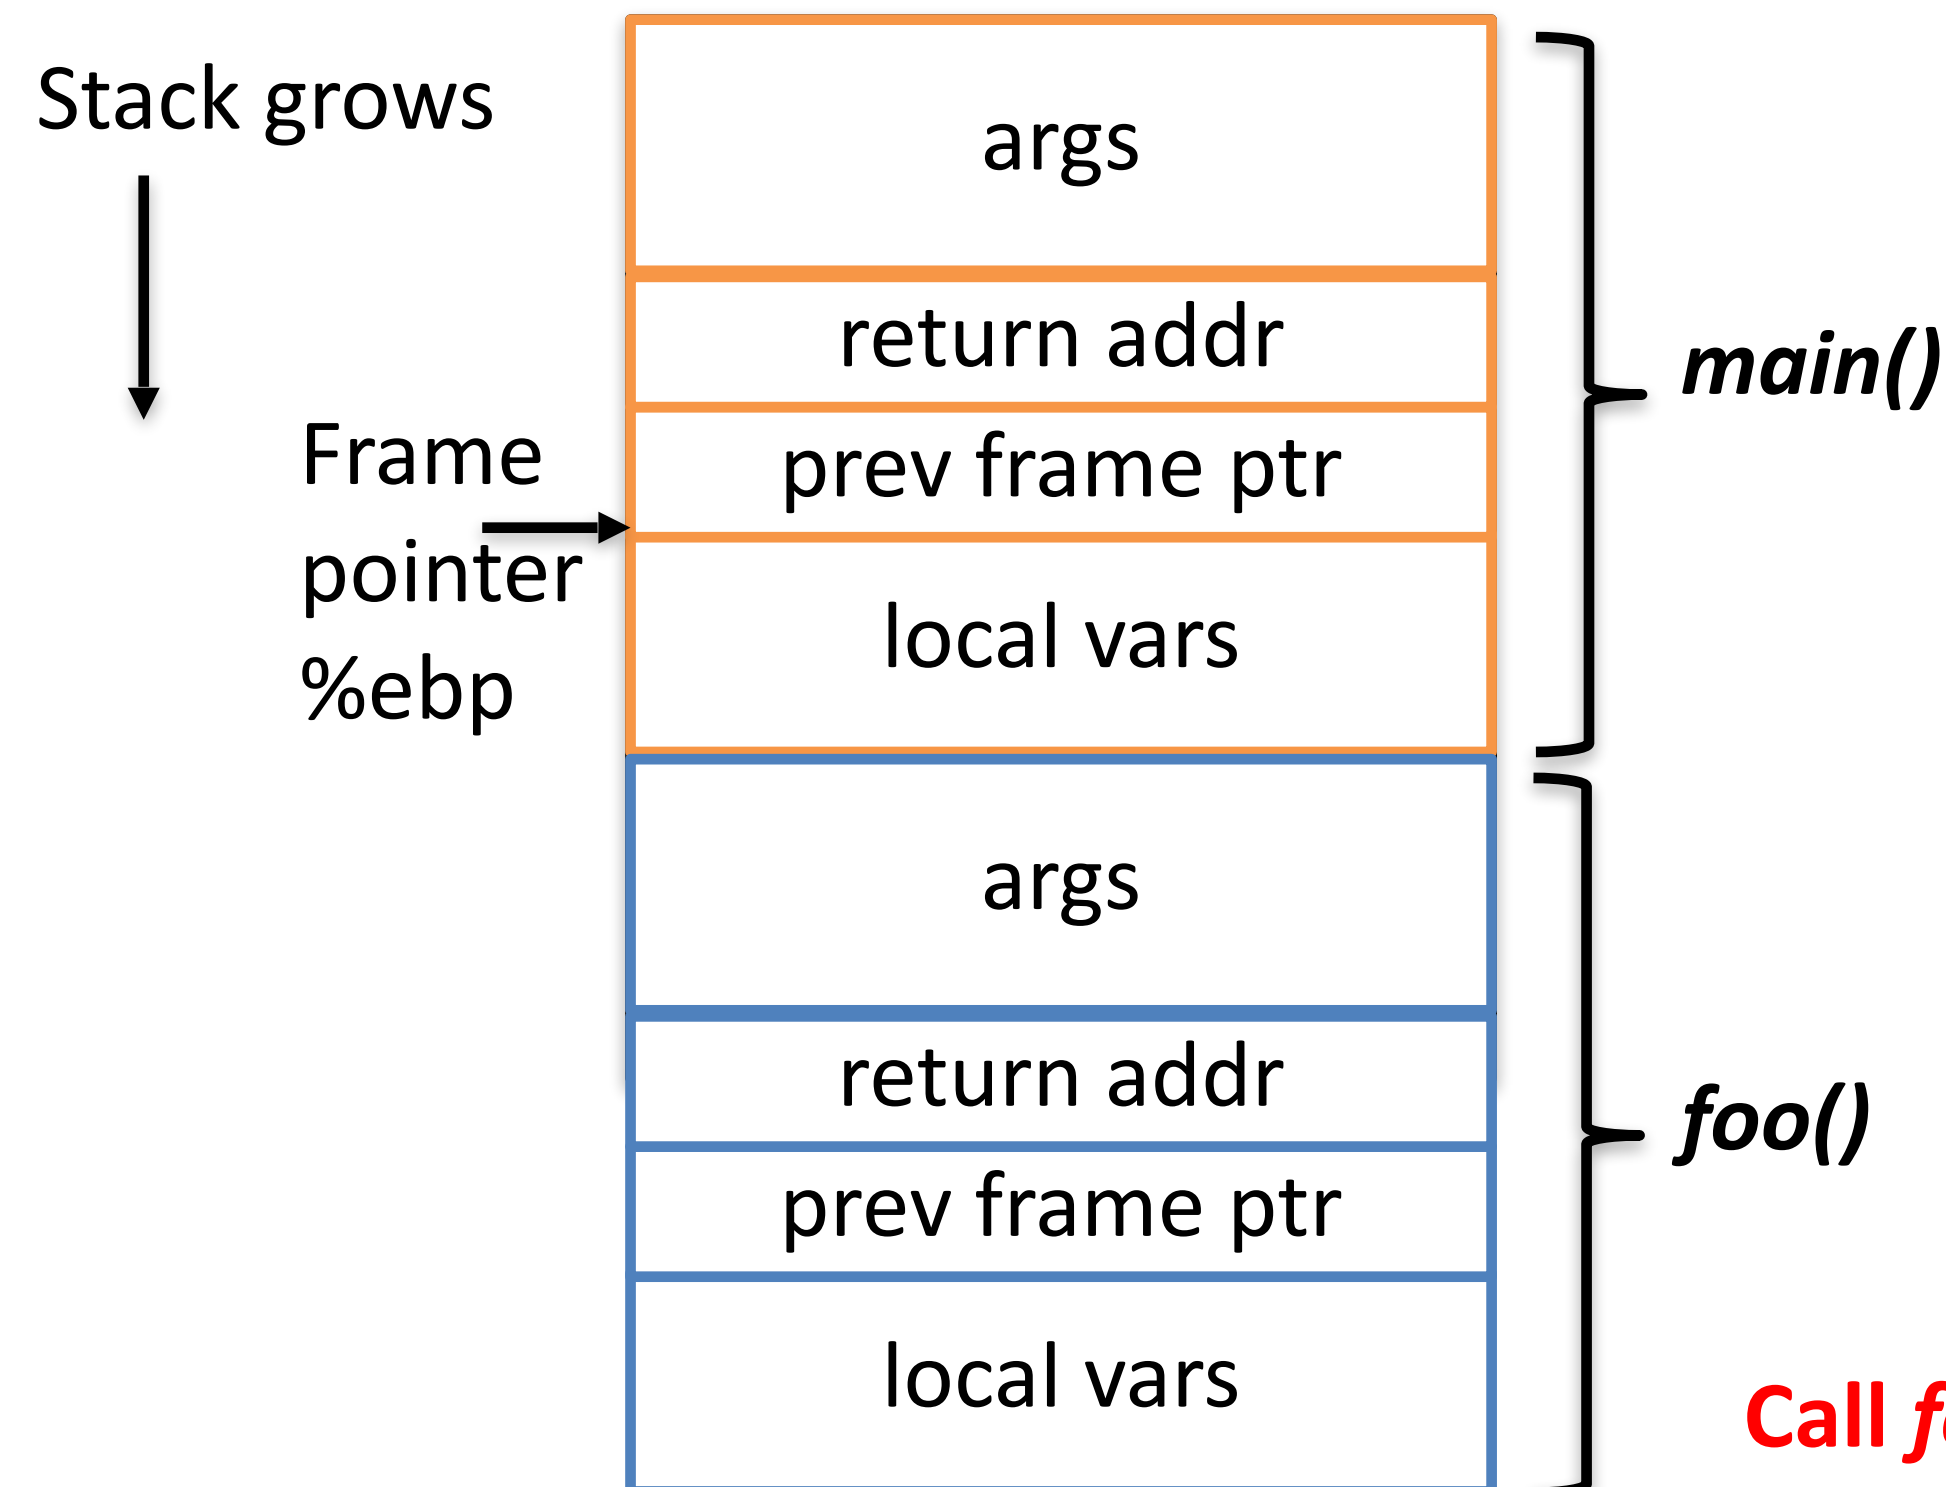 Stack grows
args
return addr
main()
prev frame ptr
Frame
pointer
%ebp
local vars
args
return addr
foo()
prev frame ptr
local vars
Call